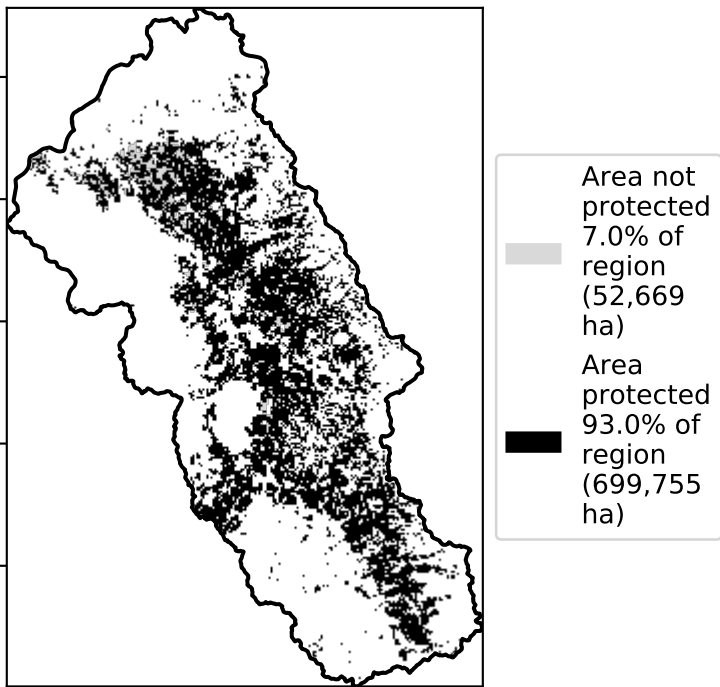 Area not
protected
7.0% of
region
(52,669
ha)
Area
protected
93.0% of
region
(699,755
ha)